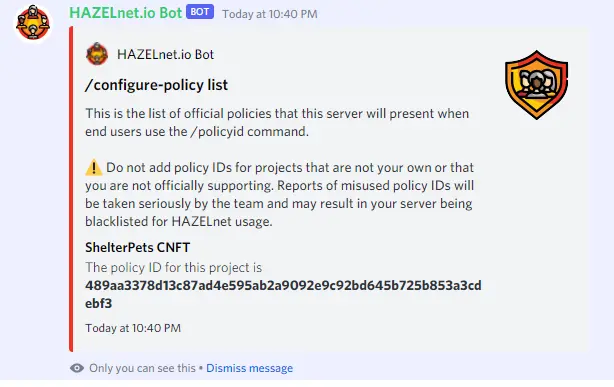 HAZELnet.io Bot BOT Today at 10:40 PM
HAZELnet.io Bot
/configure-policy list
This is the list of official policies that this server will present when
end users use the /policyid command.
⚠️ Do not add policy IDs for projects that are not your own or that
you are not officially supporting. Reports of misused policy IDs will
be taken seriously by the team and may result in your server being
blacklisted for HAZELnet usage.
ShelterPets CNFT
The policy ID for this project is
489aa3378d13c87ad4e595ab2a9092e9c92bd645b725b853a3cd
ebf3
Today at 10:40 PM
Only you can see this • Dismiss message